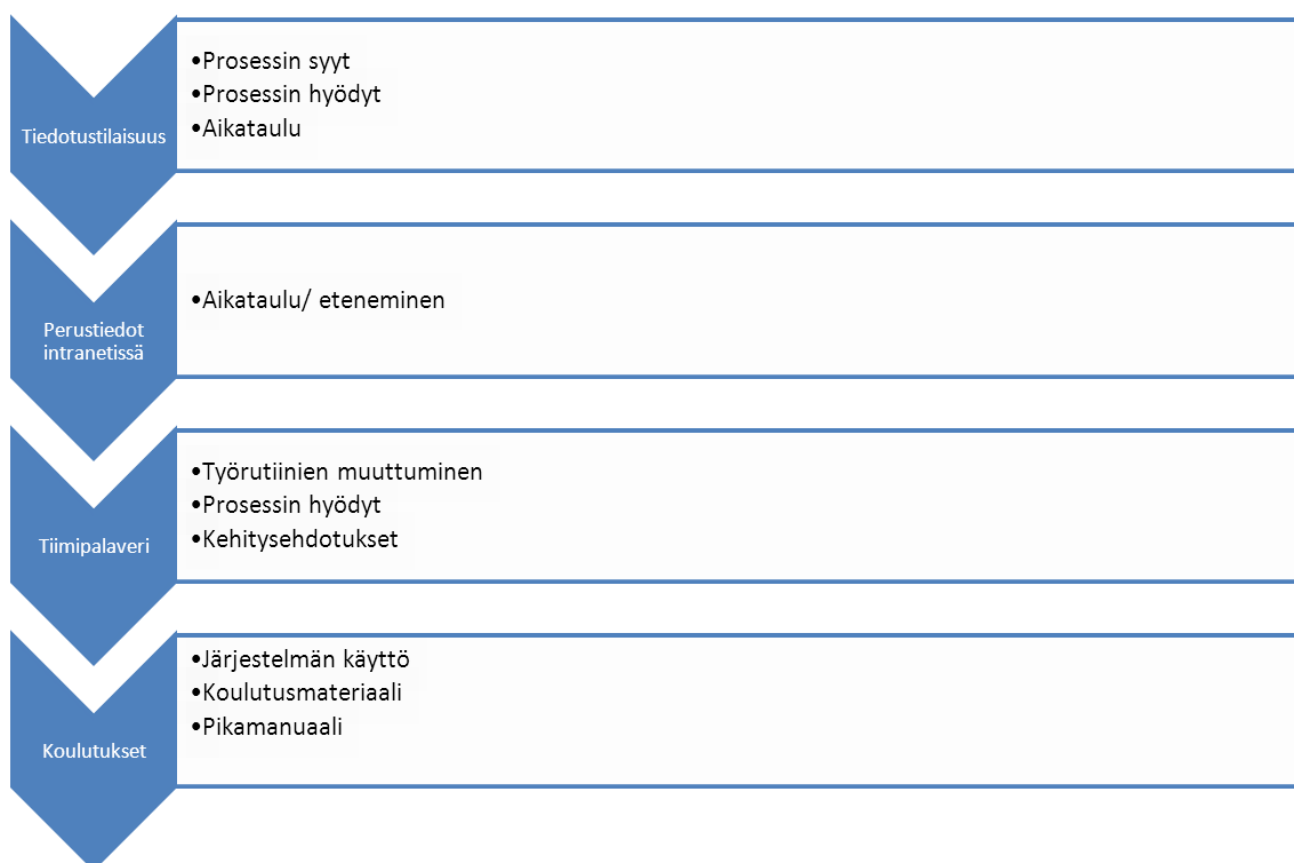 Tiedotustilaisuus
•Prosessin syyt
•Prosessin hyödyt
•Aikataulu
Perustiedot
intranetissä
•Aikataulu/ eteneminen
Tiimipalaveri
•Työrutiinien muuttuminen
•Prosessin hyödyt
•Kehitysehdotukset
Koulutukset
•Järjestelmän käyttö
•Koulutusmateriaali
•Pikamanuaali